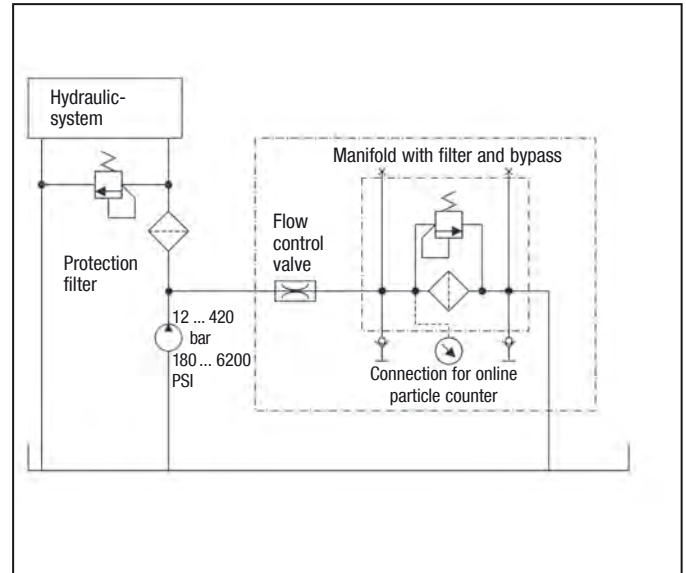 Hydraulic-
system
Manifold with filter and bypass
Flow
control
valve
Protection
filter
12 ... 420
bar
180 ... 6200
PSI
Connection for online
particle counter